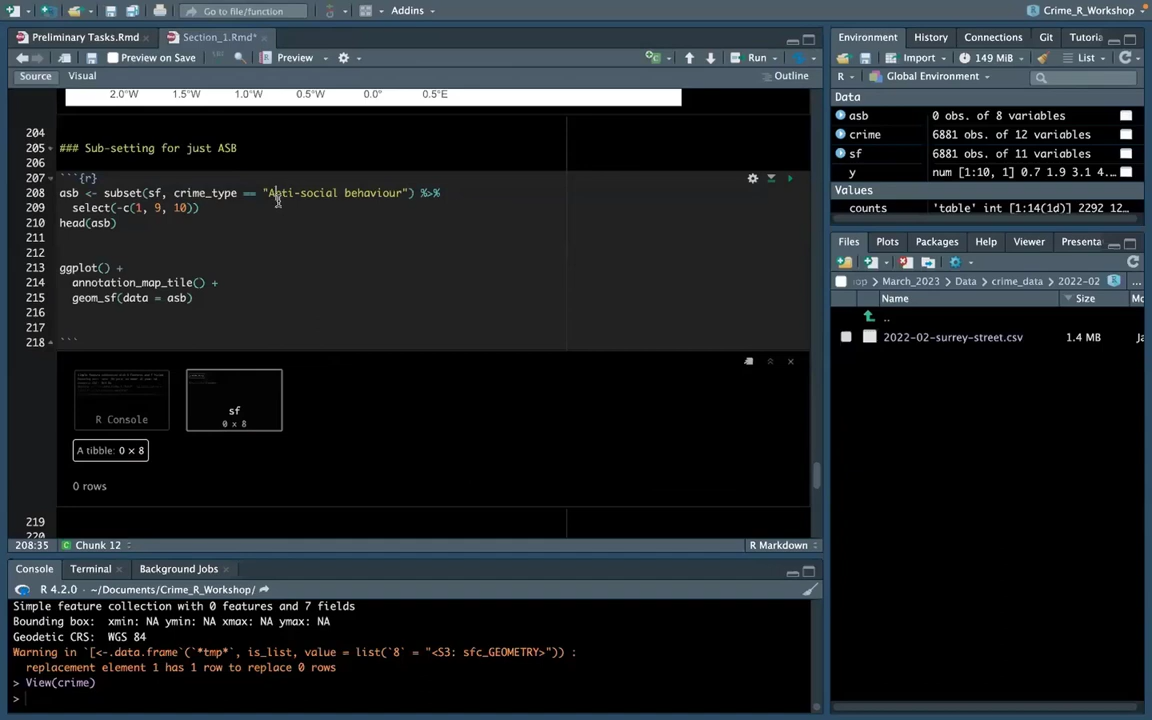 Go to file/function
Addins
Crime_R_Workshop
Preliminary Tasks.Rmd
Section_1.Rmd*
Preview on Save
Preview
Run
Source
Visual
Outline
2.0°W 1.5°W 1.0°W 0.5°W 0.0° 0.5°E
204
205 ### Sub-setting for just ASB
206
207 ```{r}
208 asb <- subset(sf, crime_type == "Anti-social behaviour") %>%
209 select(-c(1, 9, 10))
210 head(asb)
211
212
213 ggplot() +
214 annotation_map_tile() +
215 geom_sf(data = asb)
216
217
218 ```
R Console
sf
0 x 8
A tibble: 0 × 8
0 rows
219
220
208:35
C Chunk 12
R Markdown
Console
Terminal
Background Jobs
R 4.2.0 · ~/Documents/Crime_R_Workshop/
Simple feature collection with 0 features and 7 fields
Bounding box: xmin: NA ymin: NA xmax: NA ymax: NA
Geodetic CRS: WGS 84
Warning in `[<-.data.frame`(`*tmp*`, is_list, value = list(`8` = "<S3: sfc_GEOMETRY>")) :
replacement element 1 has 1 row to replace 0 rows
> View(crime)
>
Environment
History
Connections
Git
Tutoria
Import
149 MiB
List
R
Global Environment
Data
asb 0 obs. of 8 variables
crime 6881 obs. of 12 variables
sf 6881 obs. of 11 variables
y num [1:10, 1] 0.7 1.9 3.1 4....
Values
counts 'table' int [1:14(1d)] 2292 12...
Files
Plots
Packages
Help
Viewer
Presenta
op
March_2023
Data
crime_data
2022-02
...
Name
Size
Mo
..
2022-02-surrey-street.csv
1.4 MB
Ja